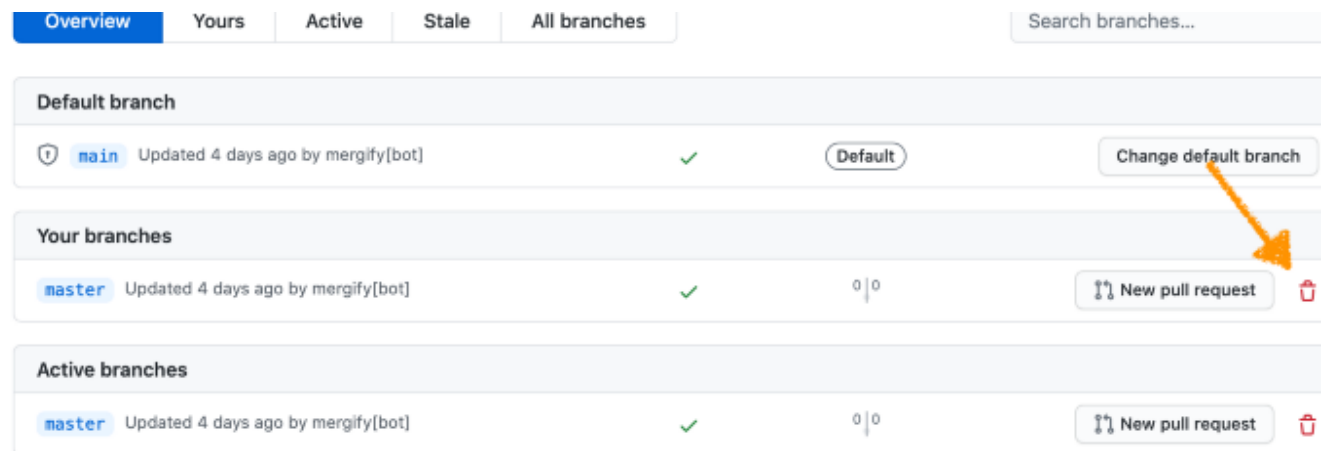 Overview Yours Active Stale All branches Search branches...
Default branch
main Updated 4 days ago by mergify[bot] Default Change default branch
Your branches
master Updated 4 days ago by mergify[bot] 0|0 New pull request
Active branches
master Updated 4 days ago by mergify[bot] 0|0 New pull request